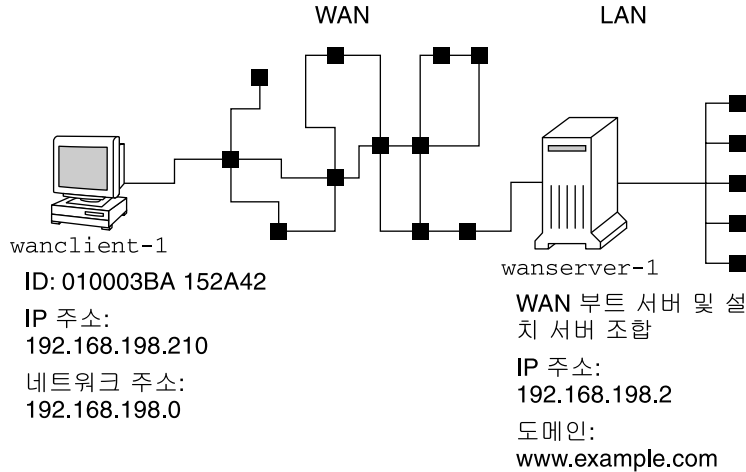 WAN
LAN
wanclient-1
ID: 010003BA 152A42
IP 주소:
192.168.198.210
네트워크 주소:
192.168.198.0
wanserver-1
WAN 부트 서버 및 설
치 서버 조합
IP 주소:
192.168.198.2
도메인:
www.example.com